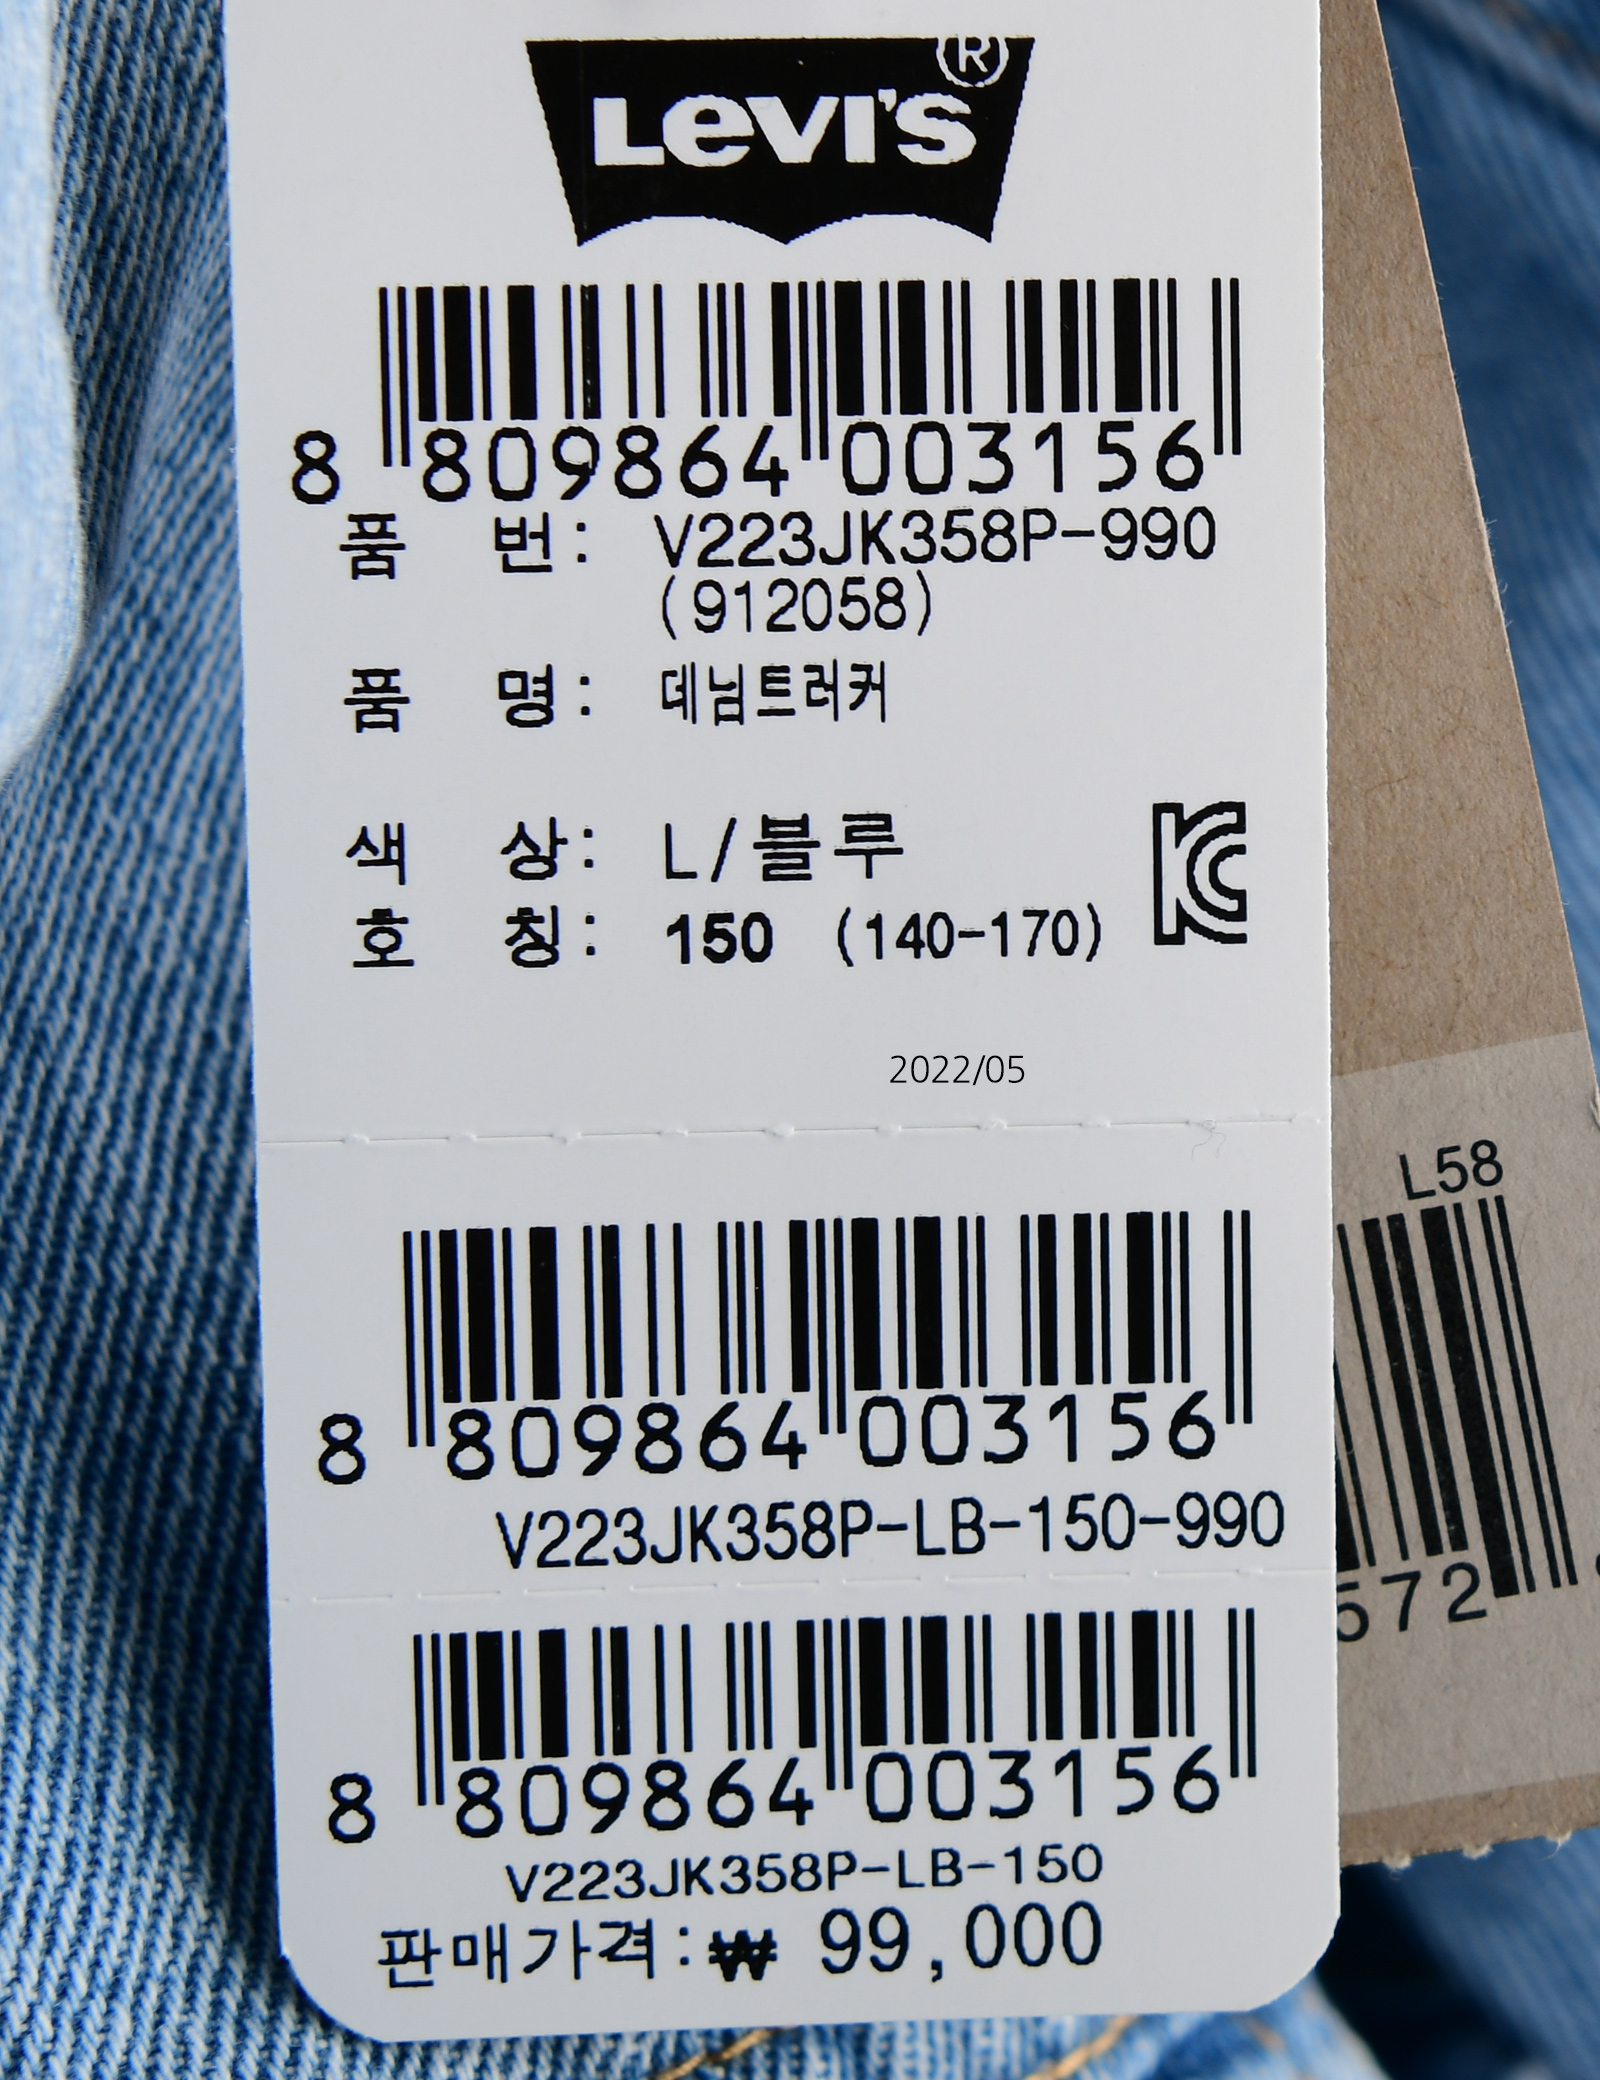 LEVI'S ®
8 809864 003156
품 번: V223JK358P-990
(912058)
품 명: 데님트러커
색 상: L/블루
호 칭: 150 (140-170)
2022/05
8 809864 003156
V223JK358P-LB-150-990
8 809864 003156
V223JK358P-LB-150
판매가격:₩ 99,000
L58
572